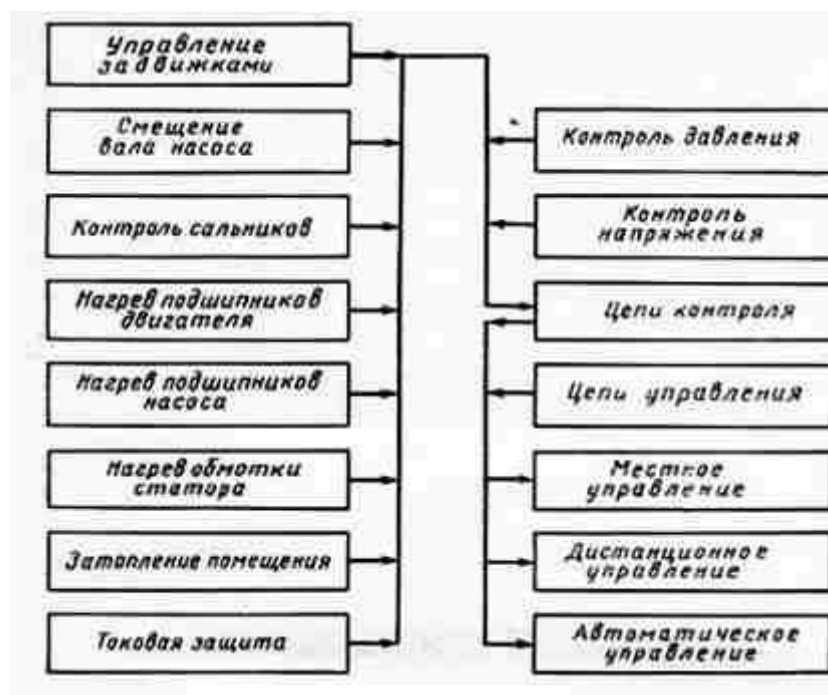 Управление
задвижками
Смещение
вала насоса
Контроль сальников
Нагрев подшипников
двигателя
Нагрев подшипников
насоса
Нагрев обмотки
статора
Затопление помещения
Токовая защита
Контроль давления
Контроль
напряжения
Цепи контроля
Цепи управления
Местное
управление
Дистанционное
управление
Автоматическое
управление